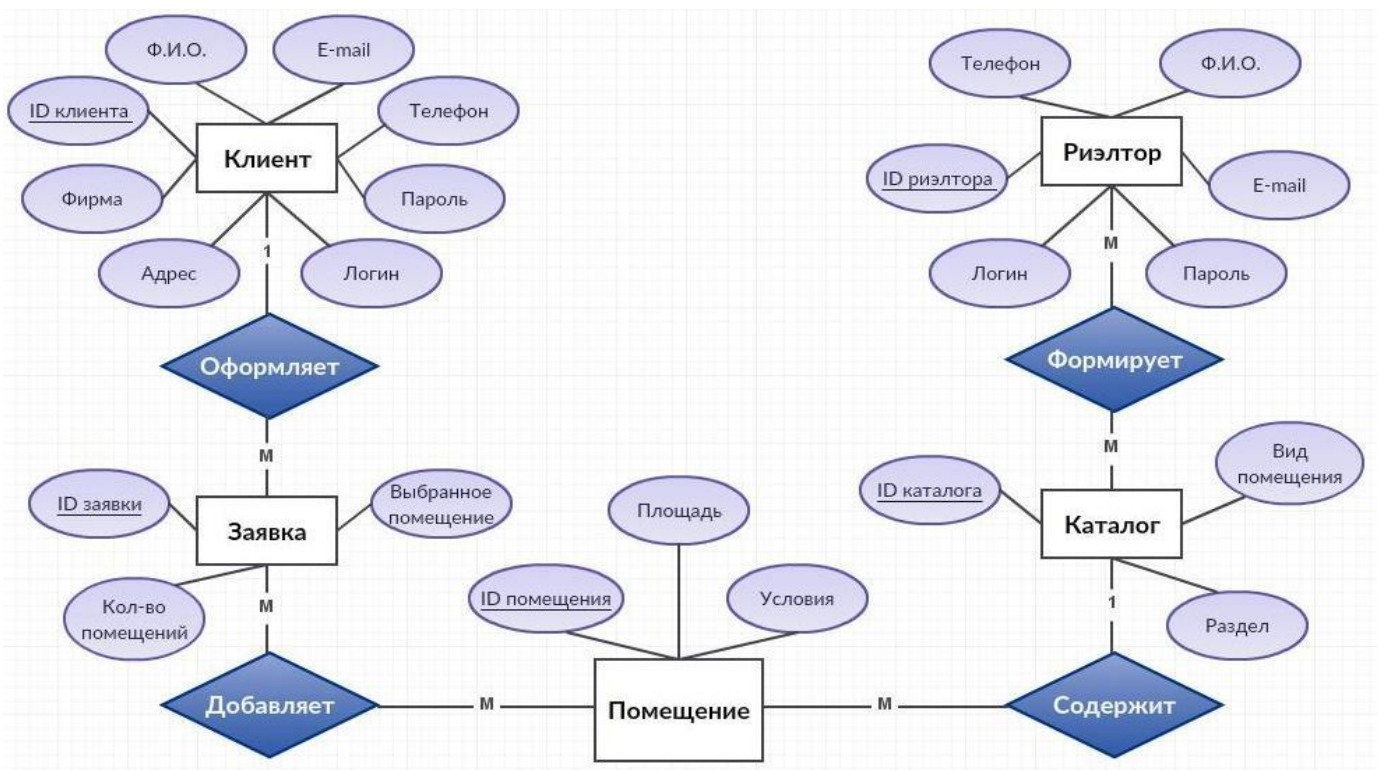 Ф.И.О.
E-mail
ID клиента
Телефон
Клиент
Фирма
Пароль
Адрес
1
Логин
Оформляет
M
ID заявки
Выбранное
помещение
Заявка
Кол-во
помещений
M
Добавляет
M
Площадь
ID помещения
Условия
Помещение
M
Телефон
Ф.И.О.
Риэлтор
ID риэлтора
E-mail
Логин
M
Пароль
Формирует
M
Вид
помещения
ID каталога
Каталог
1
Раздел
Содержит